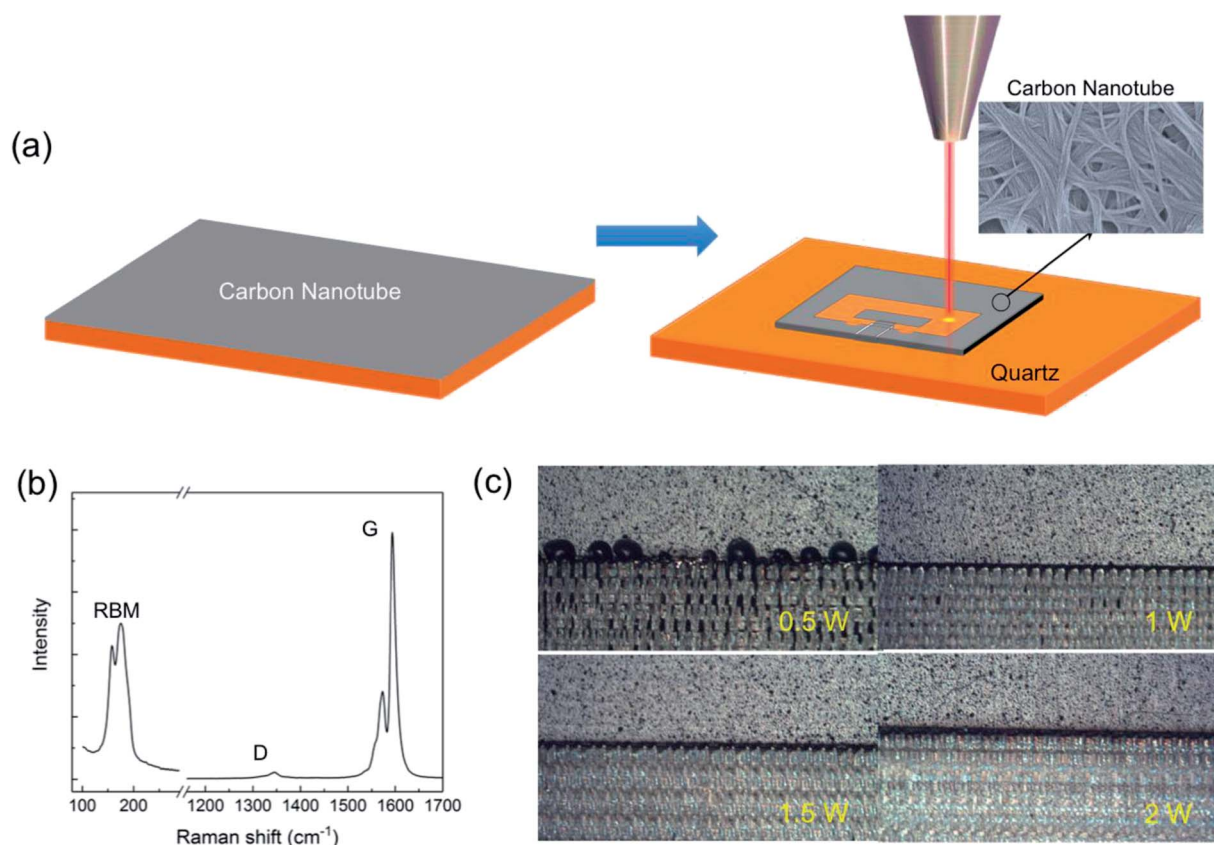 (a)
Carbon Nanotube
Carbon Nanotube
Quartz
(b)
Intensity
RBM
D
G
100 200 1200 1300 1400 1500 1600 1700
Raman shift (cm⁻¹)
(c)
0.5 W
1 W
1.5 W
2 W